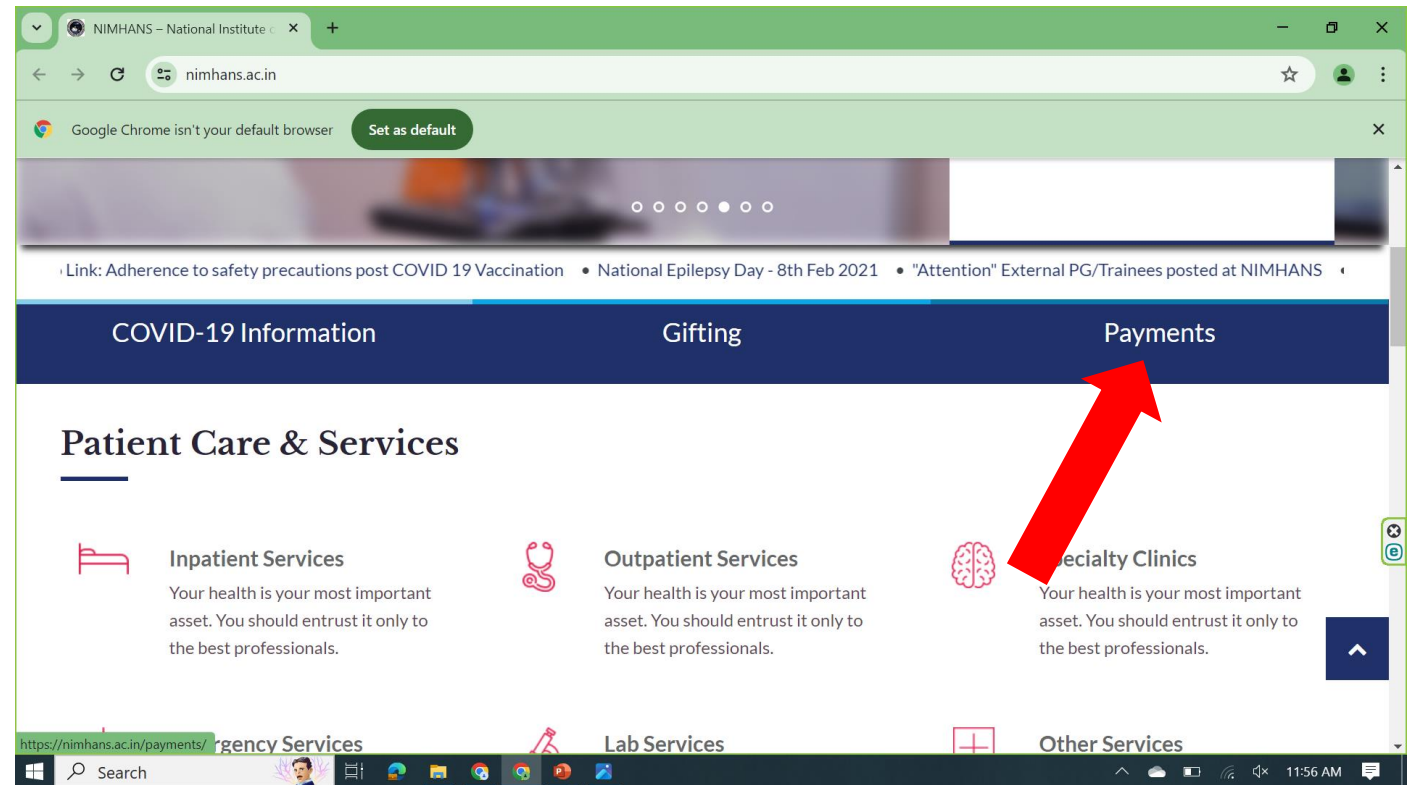 NIMHANS – National Institute
nimhans.ac.in
Google Chrome isn't your default browser Set as default
Link: Adherence to safety precautions post COVID 19 Vaccination • National Epilepsy Day - 8th Feb 2021 • "Attention" External PG/Trainees posted at NIMHANS
COVID-19 Information Gifting Payments
Patient Care & Services
Inpatient Services
Your health is your most important
asset. You should entrust it only to
the best professionals.
Outpatient Services
Your health is your most important
asset. You should entrust it only to
the best professionals.
ecialty Clinics
Your health is your most important
asset. You should entrust it only to
the best professionals.
rgency Services Lab Services Other Services
https://nimhans.ac.in/payments/
Search 11:56 AM